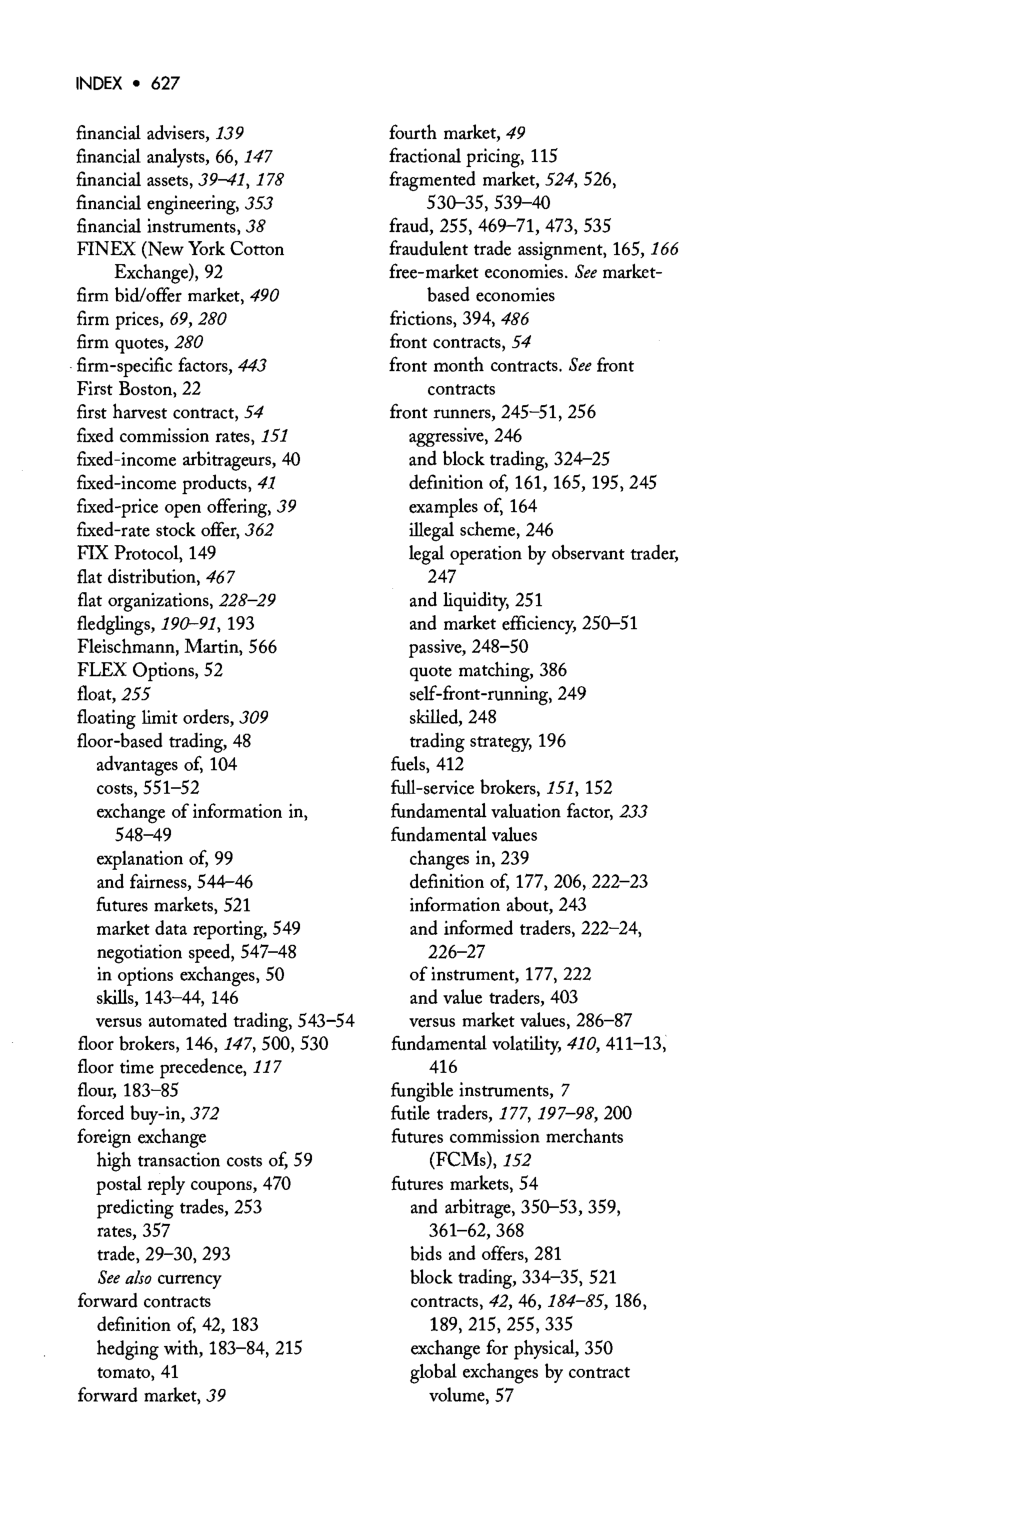 INDEX • 627
financial advisers, 139
financial analysts, 66, 147
financial assets, 39–41, 178
financial engineering, 353
financial instruments, 38
FINEX (New York Cotton
Exchange), 92
firm bid/offer market, 490
firm prices, 69, 280
firm quotes, 280
firm-specific factors, 443
First Boston, 22
first harvest contract, 54
fixed commission rates, 151
fixed-income arbitrageurs, 40
fixed-income products, 41
fixed-price open offering, 39
fixed-rate stock offer, 362
FIX Protocol, 149
flat distribution, 467
flat organizations, 228–29
fledglings, 190–91, 193
Fleischmann, Martin, 566
FLEX Options, 52
float, 255
floating limit orders, 309
floor-based trading, 48
advantages of, 104
costs, 551–52
exchange of information in,
548–49
explanation of, 99
and fairness, 544–46
futures markets, 521
market data reporting, 549
negotiation speed, 547–48
in options exchanges, 50
skills, 143–44, 146
versus automated trading, 543–54
floor brokers, 146, 147, 500, 530
floor time precedence, 117
flour, 183–85
forced buy-in, 372
foreign exchange
high transaction costs of, 59
postal reply coupons, 470
predicting trades, 253
rates, 357
trade, 29–30, 293
See also currency
forward contracts
definition of, 42, 183
hedging with, 183–84, 215
tomato, 41
forward market, 39
fourth market, 49
fractional pricing, 115
fragmented market, 524, 526,
530–35, 539–40
fraud, 255, 469–71, 473, 535
fraudulent trade assignment, 165, 166
free-market economies. See market-
based economies
frictions, 394, 486
front contracts, 54
front month contracts. See front
contracts
front runners, 245–51, 256
aggressive, 246
and block trading, 324–25
definition of, 161, 165, 195, 245
examples of, 164
illegal scheme, 246
legal operation by observant trader,
247
and liquidity, 251
and market efficiency, 250–51
passive, 248–50
quote matching, 386
self-front-running, 249
skilled, 248
trading strategy, 196
fuels, 412
full-service brokers, 151, 152
fundamental valuation factor, 233
fundamental values
changes in, 239
definition of, 177, 206, 222–23
information about, 243
and informed traders, 222–24,
226–27
of instrument, 177, 222
and value traders, 403
versus market values, 286–87
fundamental volatility, 410, 411–13,
416
fungible instruments, 7
futile traders, 177, 197–98, 200
futures commission merchants
(FCMs), 152
futures markets, 54
and arbitrage, 350–53, 359,
361–62, 368
bids and offers, 281
block trading, 334–35, 521
contracts, 42, 46, 184–85, 186,
189, 215, 255, 335
exchange for physical, 350
global exchanges by contract
volume, 57